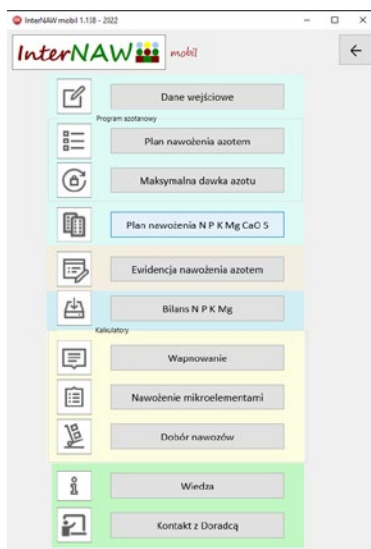 InterNAW mobil 1.138 - 2022
InterNAW mobil
Dane wejściowe
Program azotanowy
Plan nawożenia azotem
Maksymalna dawka azotu
Plan nawożenia N P K Mg CaO S
Ewidencja nawożenia azotem
Bilans N P K Mg
Kalkulatory
Wapnowanie
Nawożenie mikroelementami
Dobór nawozów
Wiedza
Kontakt z Doradcą